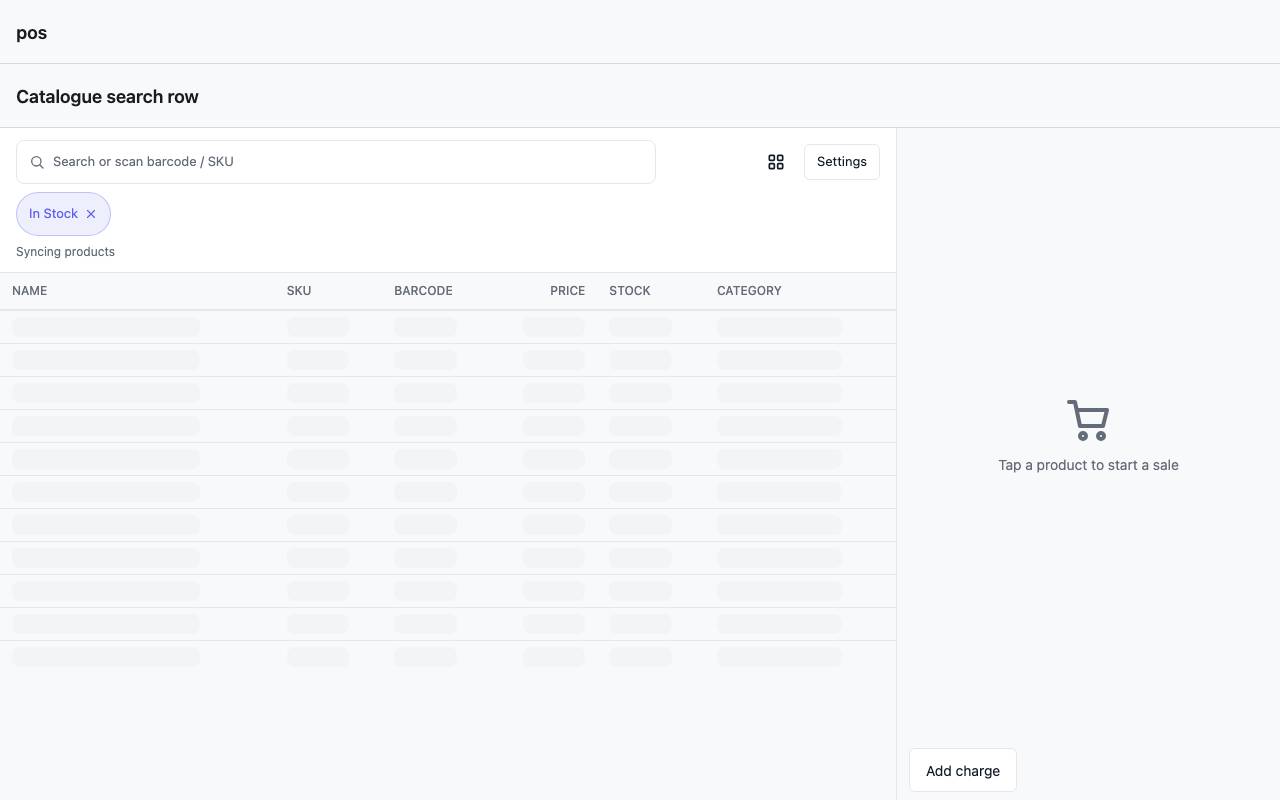 pos
Catalogue search row
Search or scan barcode / SKU
Settings
In Stock
Syncing products
NAME SKU BARCODE PRICE STOCK CATEGORY
Tap a product to start a sale
Add charge